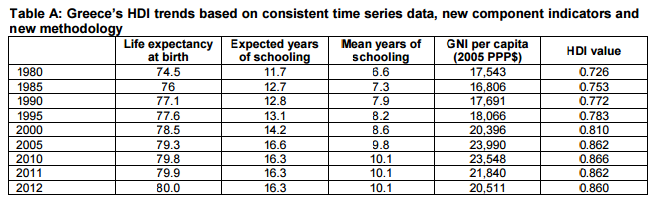 Table A: Greece's HDI trends based on consistent time series data, new component indicators and
new methodology
Life expectancy at birth Expected years of schooling Mean years of schooling GNI per capita (2005 PPP$) HDI value
1980 74.5 11.7 6.6 17,543 0.726
1985 76 12.7 7.3 16,806 0.753
1990 77.1 12.8 7.9 17,691 0.772
1995 77.6 13.1 8.2 18,066 0.783
2000 78.5 14.2 8.6 20,396 0.810
2005 79.3 16.6 9.8 23,990 0.862
2010 79.8 16.3 10.1 23,548 0.866
2011 79.9 16.3 10.1 21,840 0.862
2012 80.0 16.3 10.1 20,511 0.860